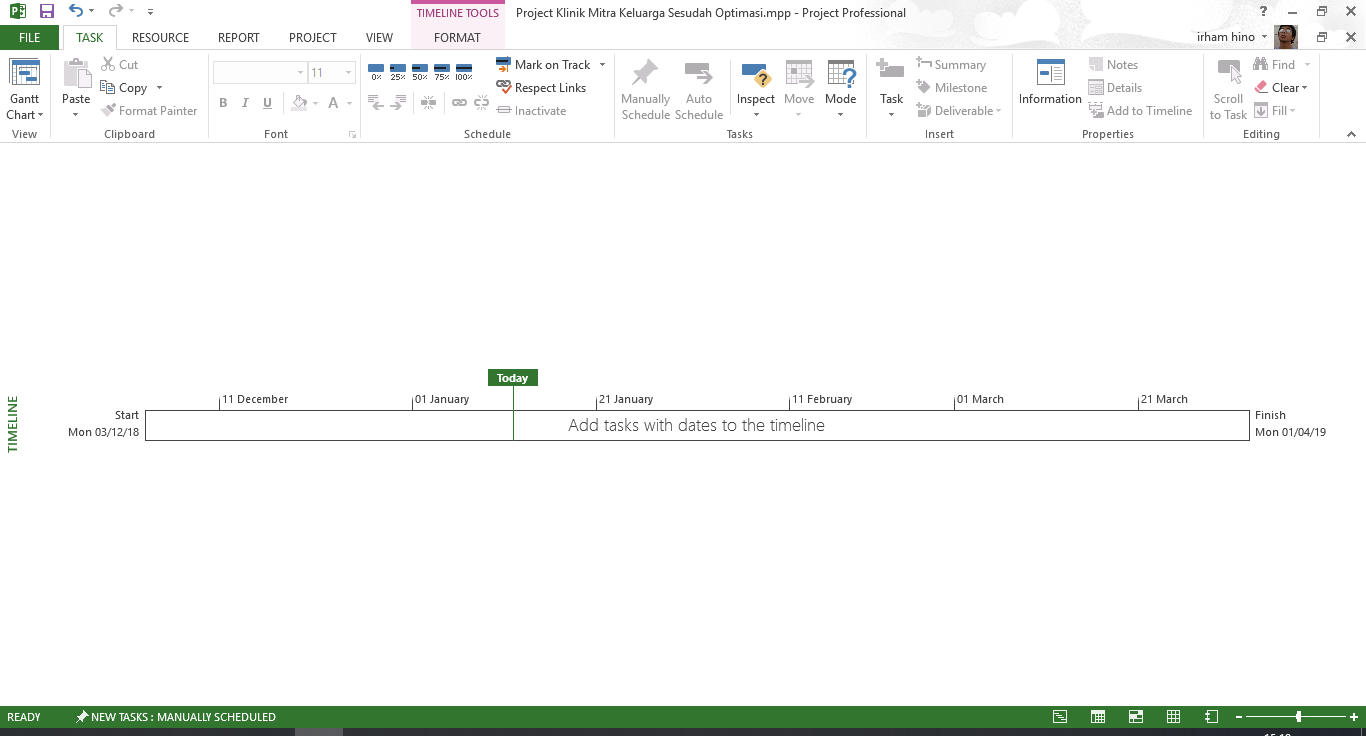 TIMELINE TOOLS
Project Klinik Mitra Keluarga Sesudah Optimasi.mpp - Project Professional
?
FILE TASK RESOURCE REPORT PROJECT VIEW FORMAT
irham hino
Gantt Chart
View
Paste
Cut
Copy
Format Painter
Clipboard
11
B I U A
Font
0% 25% 50% 75% 100%
Mark on Track
Respect Links
Inactivate
Schedule
Manually Schedule
Auto Schedule
Inspect
Move
Mode
Tasks
Task
Summary
Milestone
Deliverable
Insert
Information
Notes
Details
Add to Timeline
Properties
Scroll to Task
Find
Clear
Fill
Editing
Today
11 December 01 January 21 January 11 February 01 March 21 March
TIMELINE
Start
Mon 03/12/18
Add tasks with dates to the timeline
Finish
Mon 01/04/19
READY NEW TASKS : MANUALLY SCHEDULED